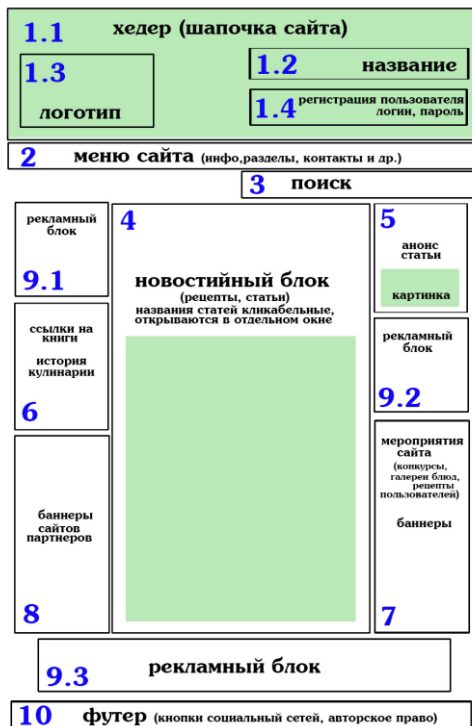 1.1 хедер (шапочка сайта)
1.3
логотип
1.2 название
1.4 регистрация пользователя
логин, пароль
2 меню сайта (инфо,разделы, контакты и др.)
3 поиск
рекламный
блок
9.1
ссылки на
книги
история
кулинарии
6
баннеры
сайтов
партнеров
8
4
новостийный блок
(рецепты, статьи)
названия статей кликабельные,
открываются в отдельном окне
5
анонс
статьи
картинка
рекламный
блок
9.2
мероприятия
сайта
(конкурсы,
галереи блюд,
рецепты
пользователей)
баннеры
7
9.3 рекламный блок
10 футер (кнопки социальный сетей, авторское право)